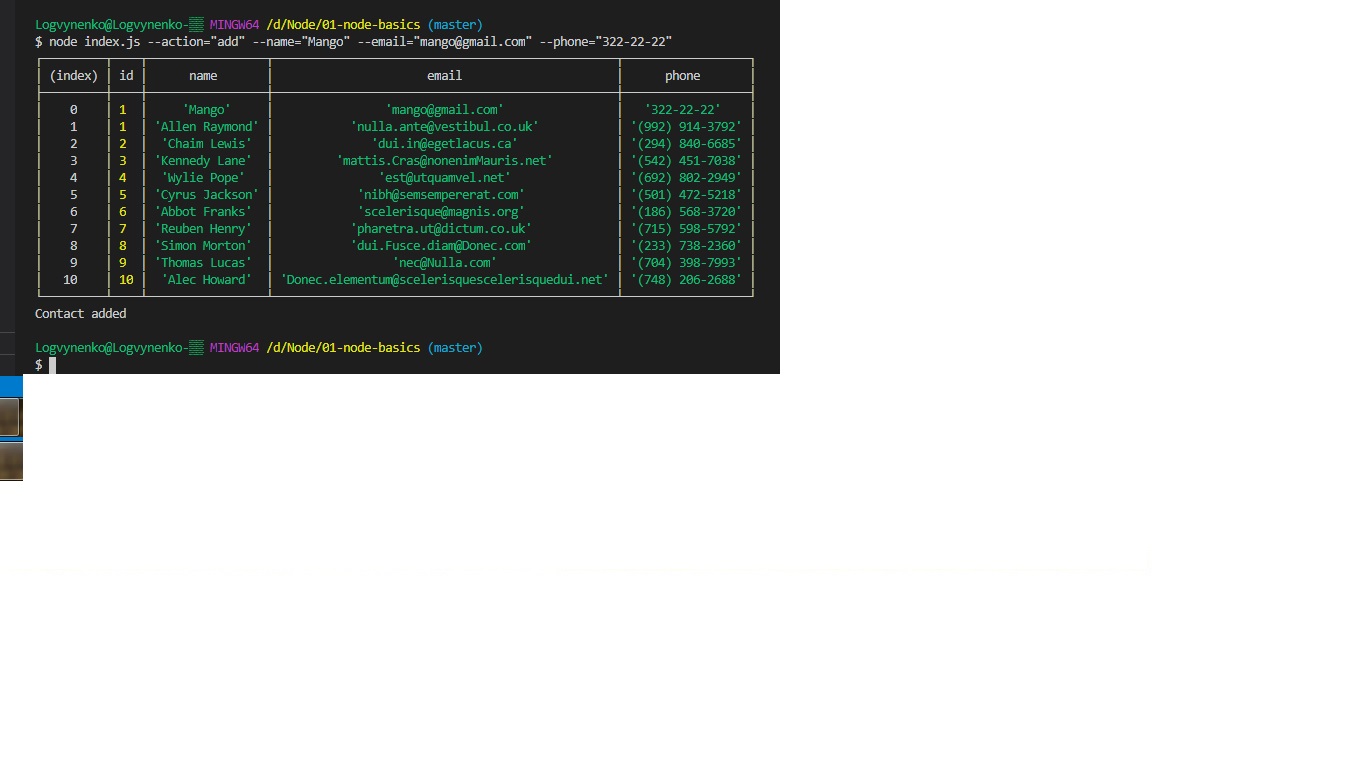 Logvynenko@Logvynenko-▒▒ MINGW64 /d/Node/01-node-basics (master)
$ node index.js --action="add" --name="Mango" --email="mango@gmail.com" --phone="322-22-22"
(index) id name email phone
0 1 'Mango' 'mango@gmail.com' '322-22-22'
1 1 'Allen Raymond' 'nulla.ante@vestibul.co.uk' '(992) 914-3792'
2 2 'Chaim Lewis' 'dui.in@egetlacus.ca' '(294) 840-6685'
3 3 'Kennedy Lane' 'mattis.Cras@nonenimMauris.net' '(542) 451-7038'
4 4 'Wylie Pope' 'est@utquamvel.net' '(692) 802-2949'
5 5 'Cyrus Jackson' 'nibh@semsempererat.com' '(501) 472-5218'
6 6 'Abbot Franks' 'scelerisque@magnis.org' '(186) 568-3720'
7 7 'Reuben Henry' 'pharetra.ut@dictum.co.uk' '(715) 598-5792'
8 8 'Simon Morton' 'dui.Fusce.diam@Donec.com' '(233) 738-2360'
9 9 'Thomas Lucas' 'nec@Nulla.com' '(704) 398-7993'
10 10 'Alec Howard' 'Donec.elementum@scelerisquescelerisquedui.net' '(748) 206-2688'
Contact added
Logvynenko@Logvynenko-▒▒ MINGW64 /d/Node/01-node-basics (master)
$